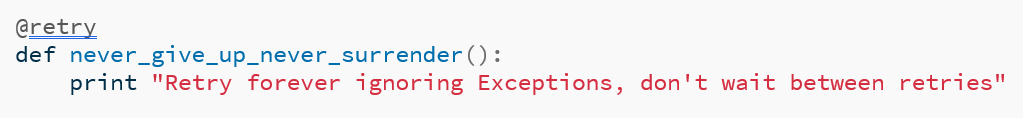 @retry
def never_give_up_never_surrender():
    print "Retry forever ignoring Exceptions, don't wait between retries"